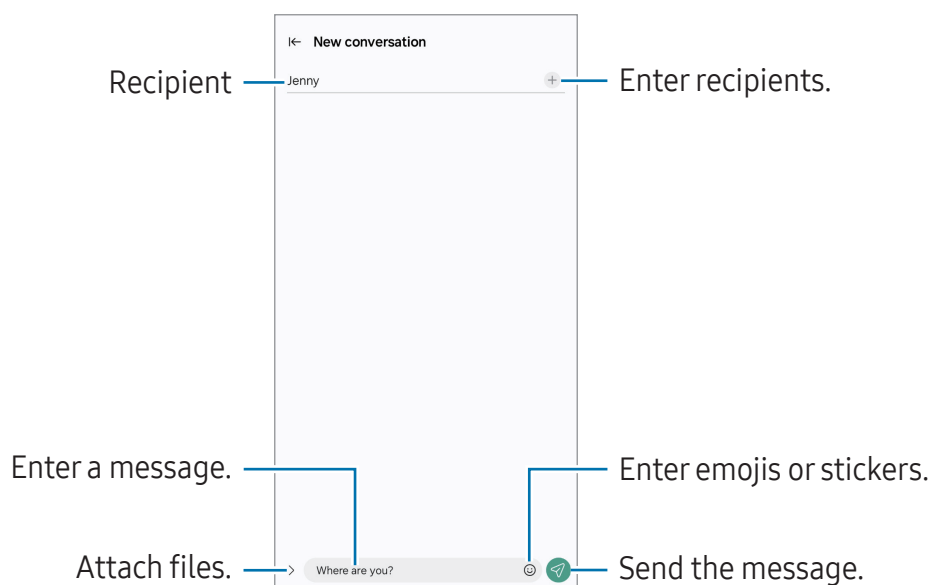 New conversation
Recipient
Jenny
Enter recipients.
Enter a message.
Enter emojis or stickers.
Attach files.
Where are you?
Send the message.